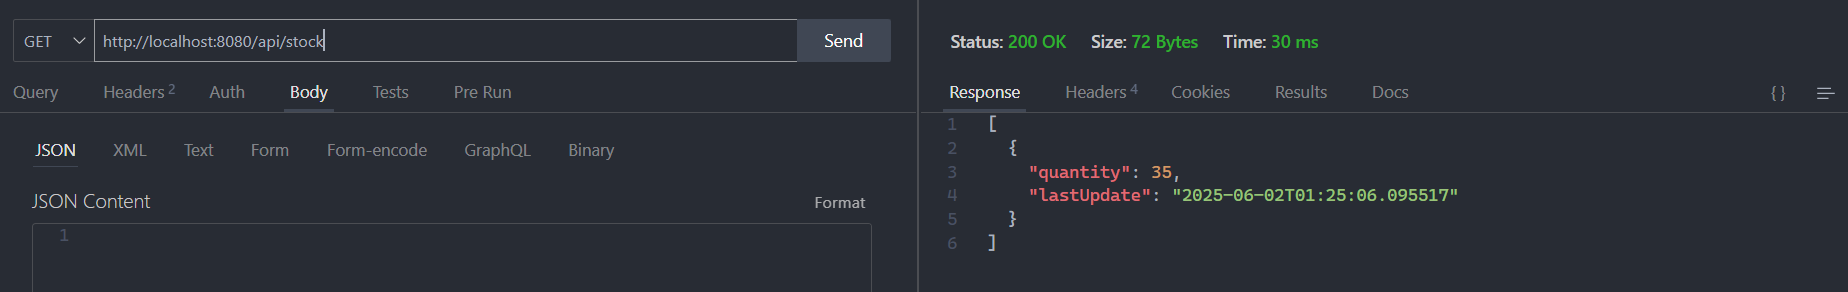 GET http://localhost:8080/api/stock Send
Query Headers 2 Auth Body Tests Pre Run
JSON XML Text Form Form-encode GraphQL Binary
JSON Content Format
1
Status: 200 OK Size: 72 Bytes Time: 30 ms
Response Headers 4 Cookies Results Docs { }
1 [
2 {
3 "quantity": 35,
4 "lastUpdate": "2025-06-02T01:25:06.095517"
5 }
6 ]